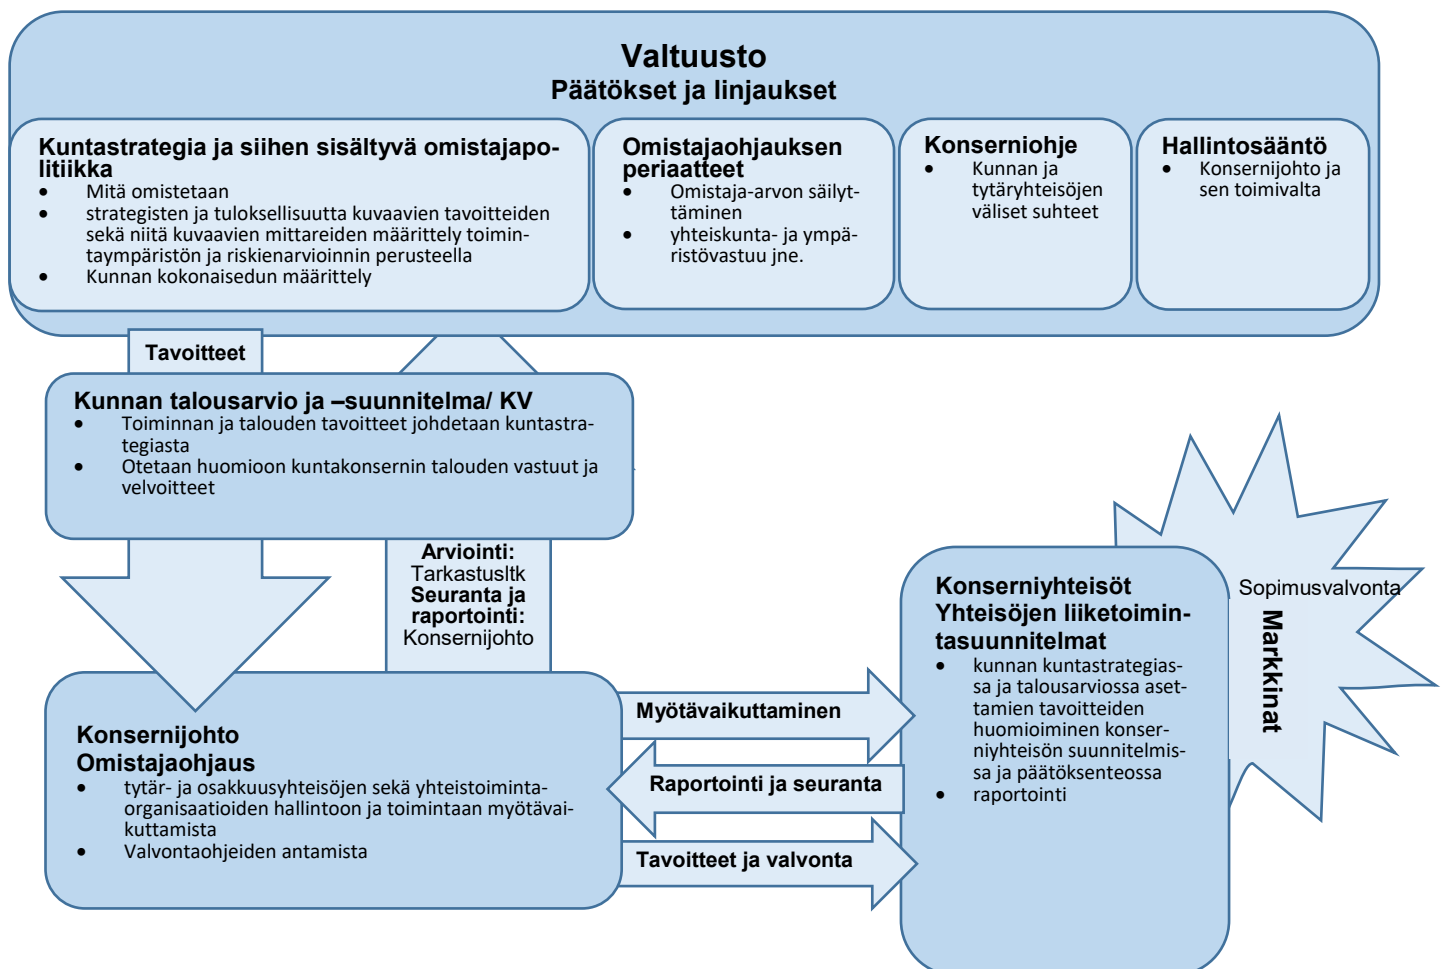 Valtuusto
Päätökset ja linjaukset
Kuntastrategia ja siihen sisältyvä omistajapo-
litiikka
• Mitä omistetaan
• strategisten ja tuloksellisuutta kuvaavien tavoitteiden
sekä niitä kuvaavien mittareiden määrittely toimin-
taympäristön ja riskienarvioinnin perusteella
• Kunnan kokonaisedun määrittely
Omistajaohjauksen
periaatteet
• Omistaja-arvon säilyt-
täminen
• yhteiskunta- ja ympä-
ristövastuu jne.
Konserniohje
• Kunnan ja
tytäryhteisöjen
väliset suhteet
Hallintosääntö
• Konsernijohto ja
sen toimivalta
Tavoitteet
Kunnan talousarvio ja –suunnitelma/ KV
• Toiminnan ja talouden tavoitteet johdetaan kuntastra-
tegiasta
• Otetaan huomioon kuntakonsernin talouden vastuut ja
velvoitteet
Arviointi:
Tarkastusltk
Seuranta ja
raportointi:
Konsernijohto
Konsernijohto
Omistajaohjaus
• tytär- ja osakkuusyhteisöjen sekä yhteistoiminta-
organisaatioiden hallintoon ja toimintaan myötävai-
kuttamista
• Valvontaohjeiden antamista
Myötävaikuttaminen
Raportointi ja seuranta
Tavoitteet ja valvonta
Konserniyhteisöt
Yhteisöjen liiketoimin-
tasuunnitelmat
• kunnan kuntastrategias-
sa ja talousarviossa aset-
tamien tavoitteiden
huomioiminen konser-
niyhteisön suunnitelmis-
sa ja päätöksenteossa
• raportointi
Sopimusvalvonta
Markkinat